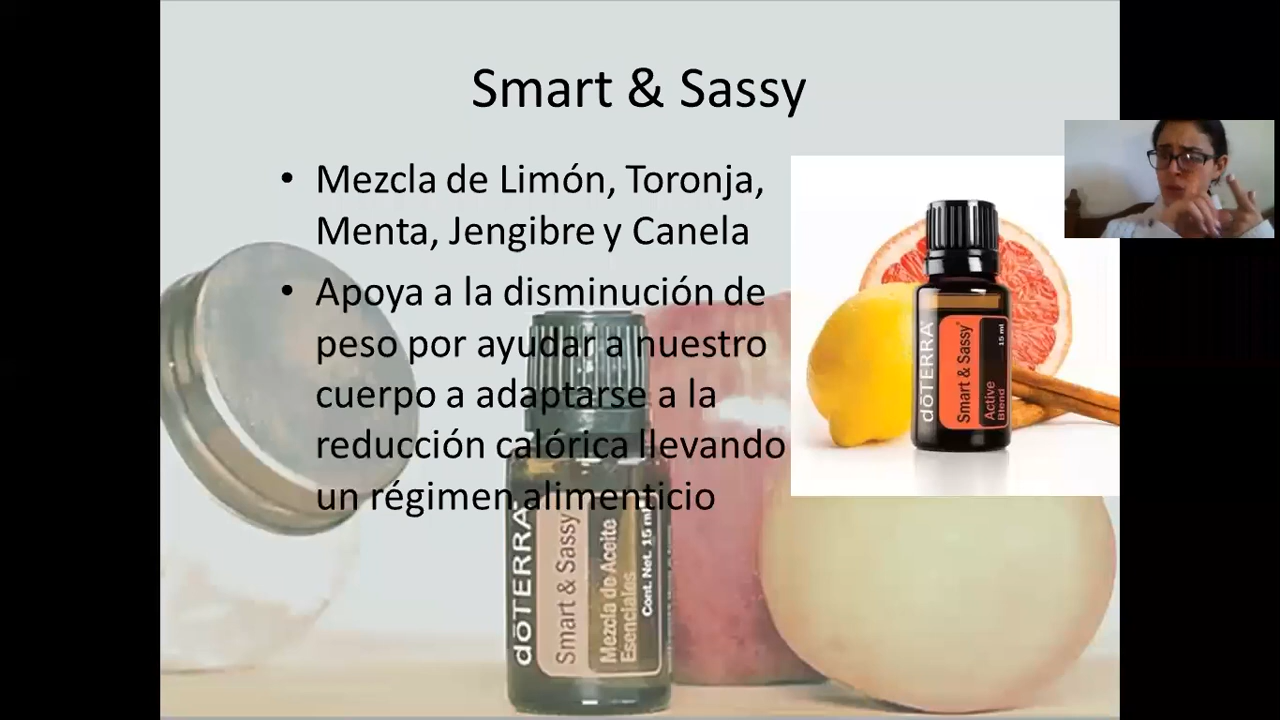 Smart & Sassy
• Mezcla de Limón, Toronja,
Menta, Jengibre y Canela
• Apoya a la disminución de
peso por ayudar a nuestro
cuerpo a adaptarse a la
reducción calórica llevando
un régimen alimenticio
dōTERRA
Smart & Sassy
Active
Blend
15 ml
dōTERRA
Smart & Sassy
Mezcla de Aceite
Esenciales
Cont. Net. 15 ml